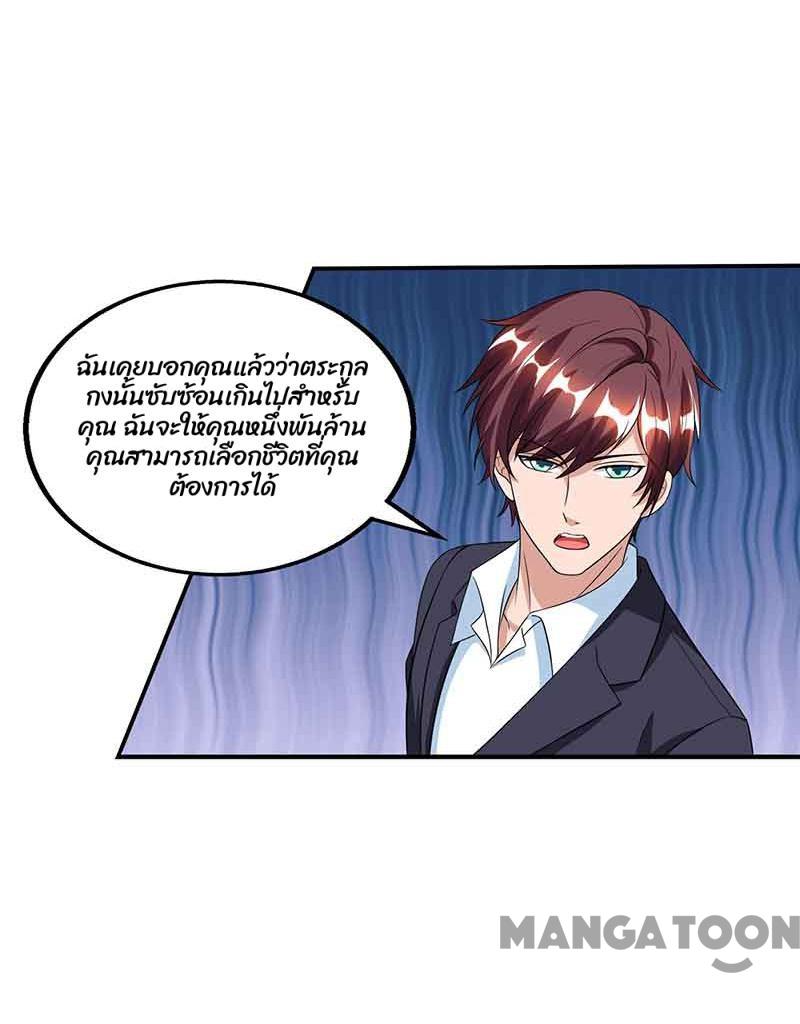 ฉันเคยบอกคุณแล้วว่าตระกูล
กงนั้นซับซ้อนเกินไปสำหรับ
คุณ ฉันจะให้คุณหนึ่งพันล้าน
คุณสามารถเลือกชีวิตที่คุณ
ต้องการได้
MANGATOON